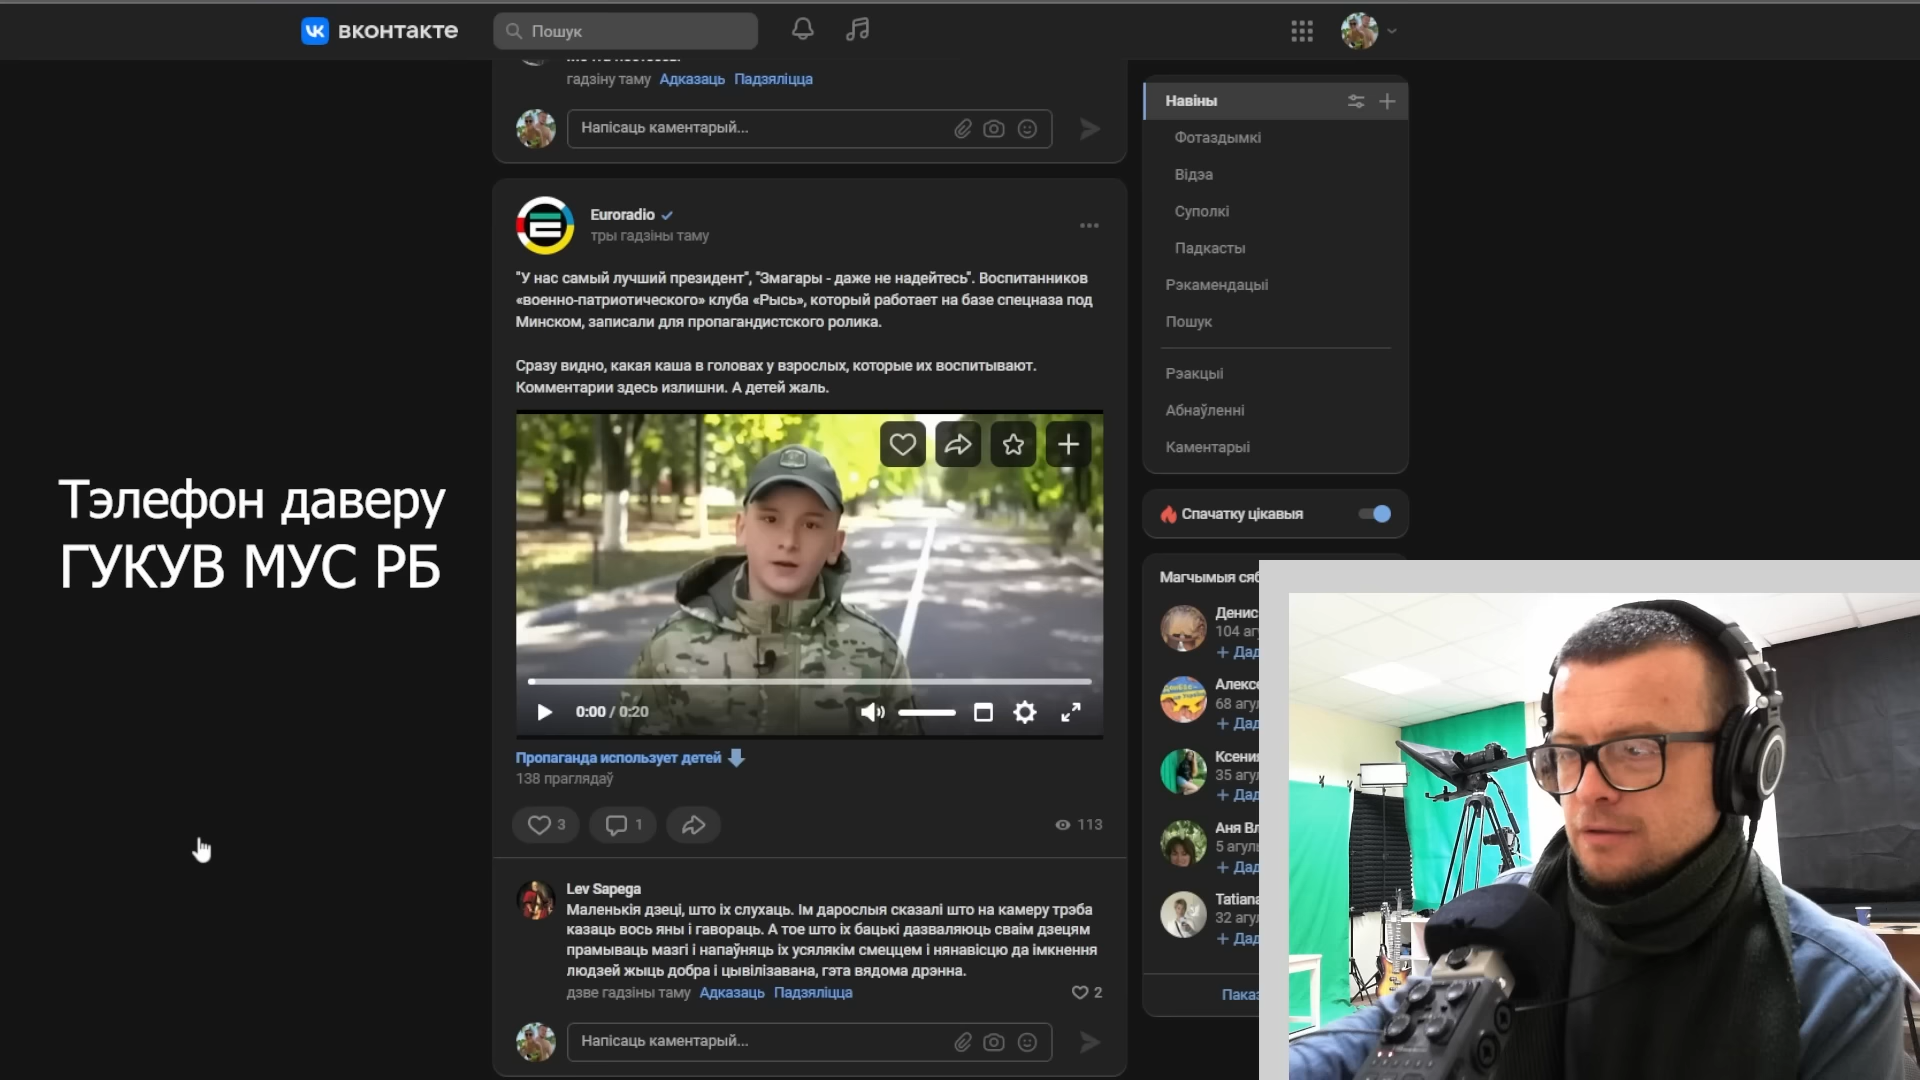 вконтакте
Пошук
гадзіну таму Адказаць Падзяліцца
Напісаць каментарый...
Euroradio
тры гадзіны таму
"У нас самый лучший президент", "Змагары - даже не надейтесь". Воспитанников
«военно-патриотического» клуба «Рысь», который работает на базе спецназа под
Минском, записали для пропагандистского ролика.
Сразу видно, какая каша в головах у взрослых, которые их воспитывают.
Комментарии здесь излишни. А детей жаль.
0:00 / 0:20
Пропаганда использует детей
138 праглядаў
3
1
113
Lev Sapega
Маленькія дзеці, што іх слухаць. Ім дарослыя сказалі што на камеру трэба
казаць вось яны і гавораць. А тое што іх бацькі дазваляюць сваім дзецям
прамываць мазгі і напаўняць іх усялякім смеццем і нянавісцю да імкнення
людзей жыць добра і цывілізавана, гэта вядома дрэнна.
дзве гадзіны таму Адказаць Падзяліцца
2
Напісаць каментарый...
Тэлефон даверу
ГУКУВ МУС РБ
Навіны
Фотаздымкі
Відэа
Суполкі
Падкасты
Рэкамендацыі
Пошук
Рэакцыі
Абнаўленні
Каментарыі
Спачатку цікавыя
Магчымыя сяб
Денис
104 агу
+ Дад
Алексе
68 агул
+ Дад
Ксения
35 агул
+ Дад
Аня Вл
5 агуль
+ Дад
Tatiana
32 агу
+ Дад
Паказ